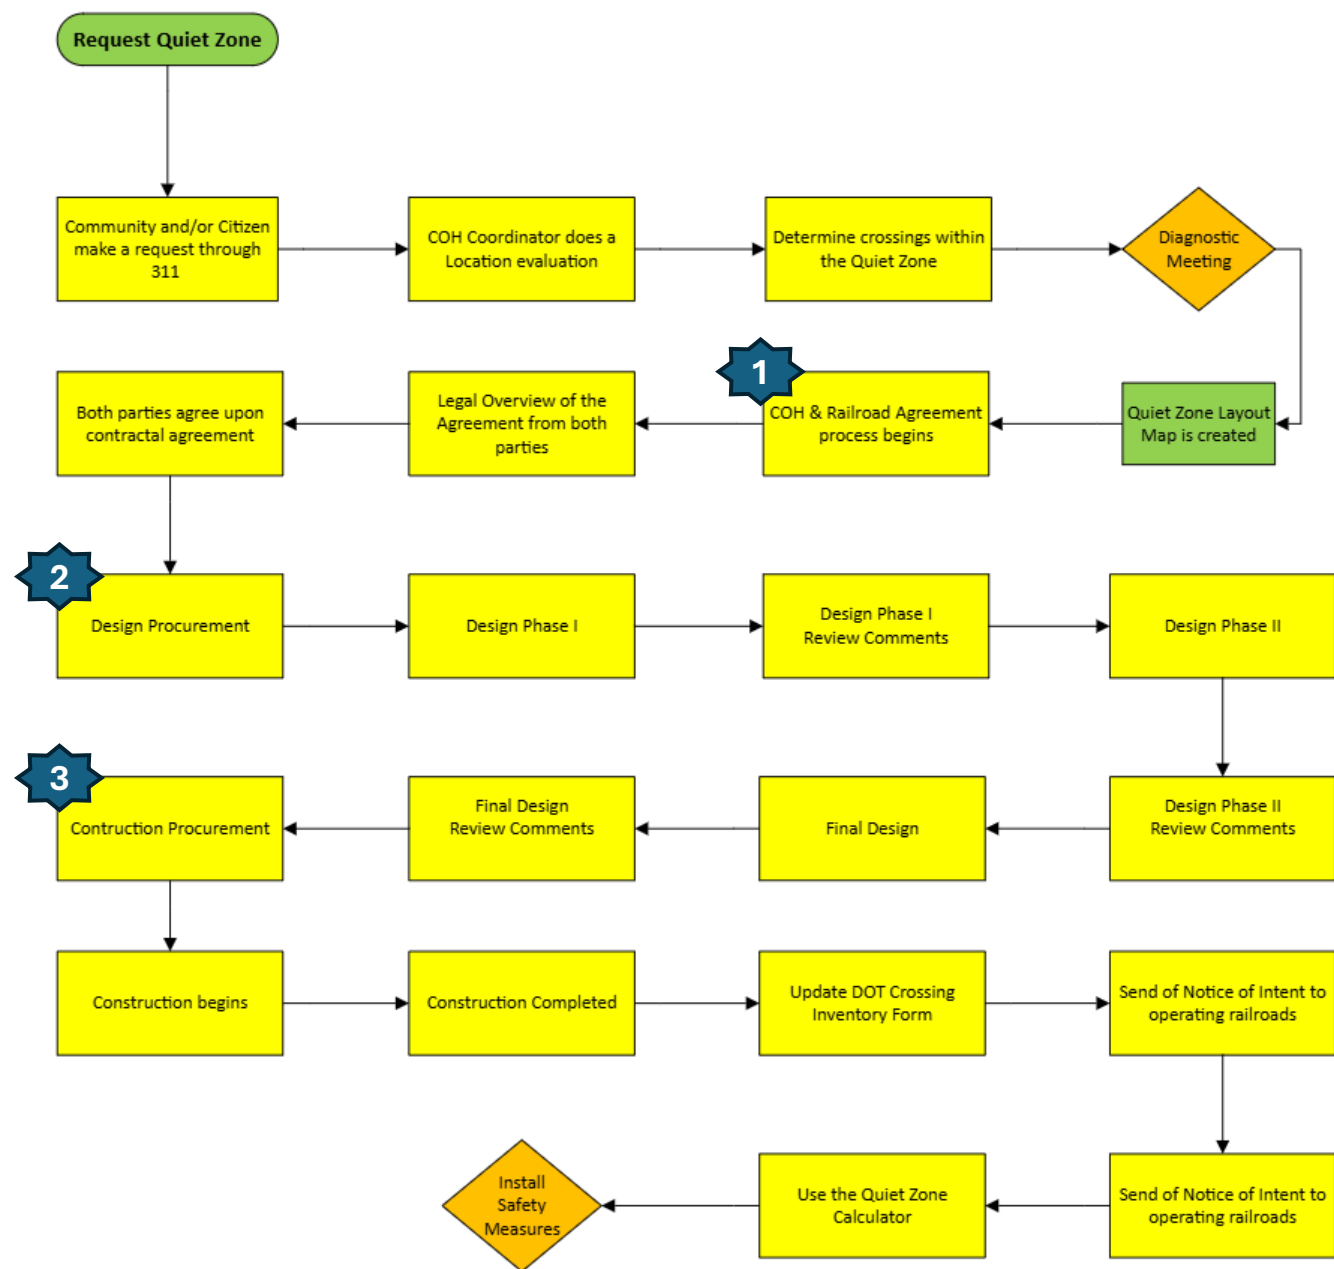 Request Quiet Zone
Community and/or Citizen
make a request through
311
COH Coordinator does a
Location evaluation
Determine crossings within
the Quiet Zone
Diagnostic
Meeting
Quiet Zone Layout
Map is created
1
COH & Railroad Agreement
process begins
Legal Overview of the
Agreement from both
parties
Both parties agree upon
contractal agreement
2
Design Procurement
Design Phase I
Design Phase I
Review Comments
Design Phase II
Design Phase II
Review Comments
Final Design
Final Design
Review Comments
3
Contruction Procurement
Construction begins
Construction Completed
Update DOT Crossing
Inventory Form
Send of Notice of Intent to
operating railroads
Send of Notice of Intent to
operating railroads
Use the Quiet Zone
Calculator
Install
Safety
Measures